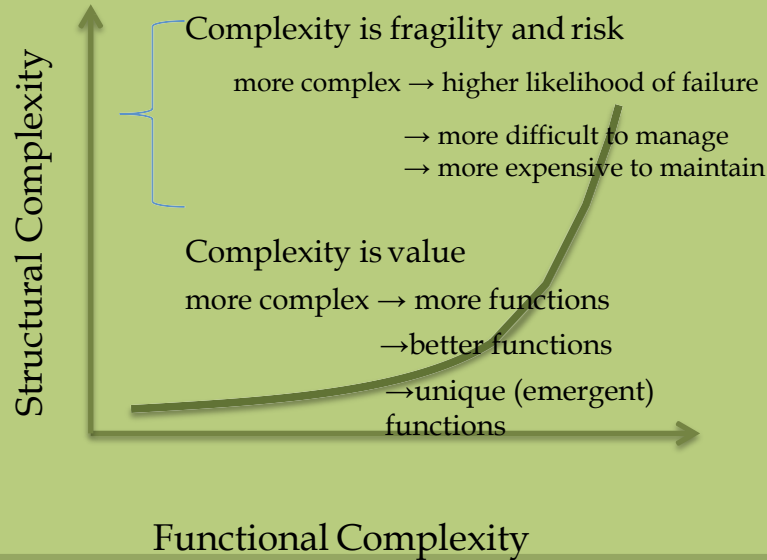 Structural Complexity
Complexity is fragility and risk
more complex → higher likelihood of failure
→ more difficult to manage
→ more expensive to maintain
Complexity is value
more complex → more functions
→better functions
→unique (emergent)
functions
Functional Complexity